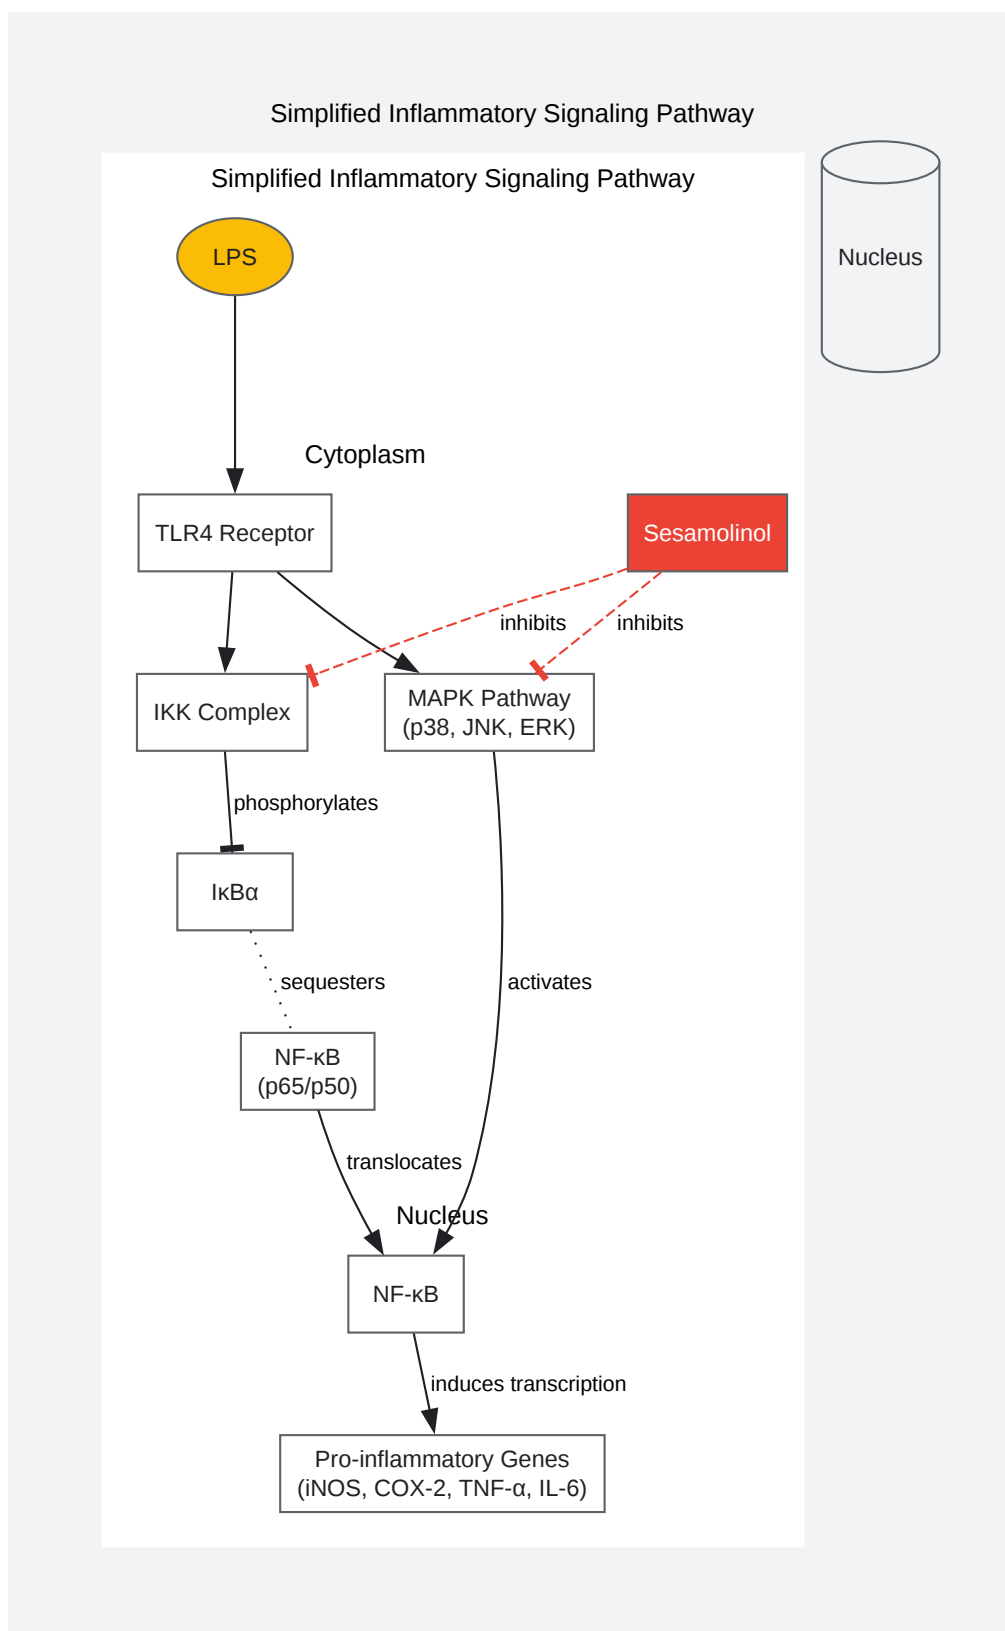 Simplified Inflammatory Signaling Pathway
Simplified Inflammatory Signaling Pathway
LPS
Nucleus
Cytoplasm
TLR4 Receptor
Sesamolinol
inhibits
inhibits
IKK Complex
MAPK Pathway
(p38, JNK, ERK)
phosphorylates
IκBα
sequesters
activates
NF-κB
(p65/p50)
translocates
Nucleus
NF-κB
induces transcription
Pro-inflammatory Genes
(iNOS, COX-2, TNF-α, IL-6)